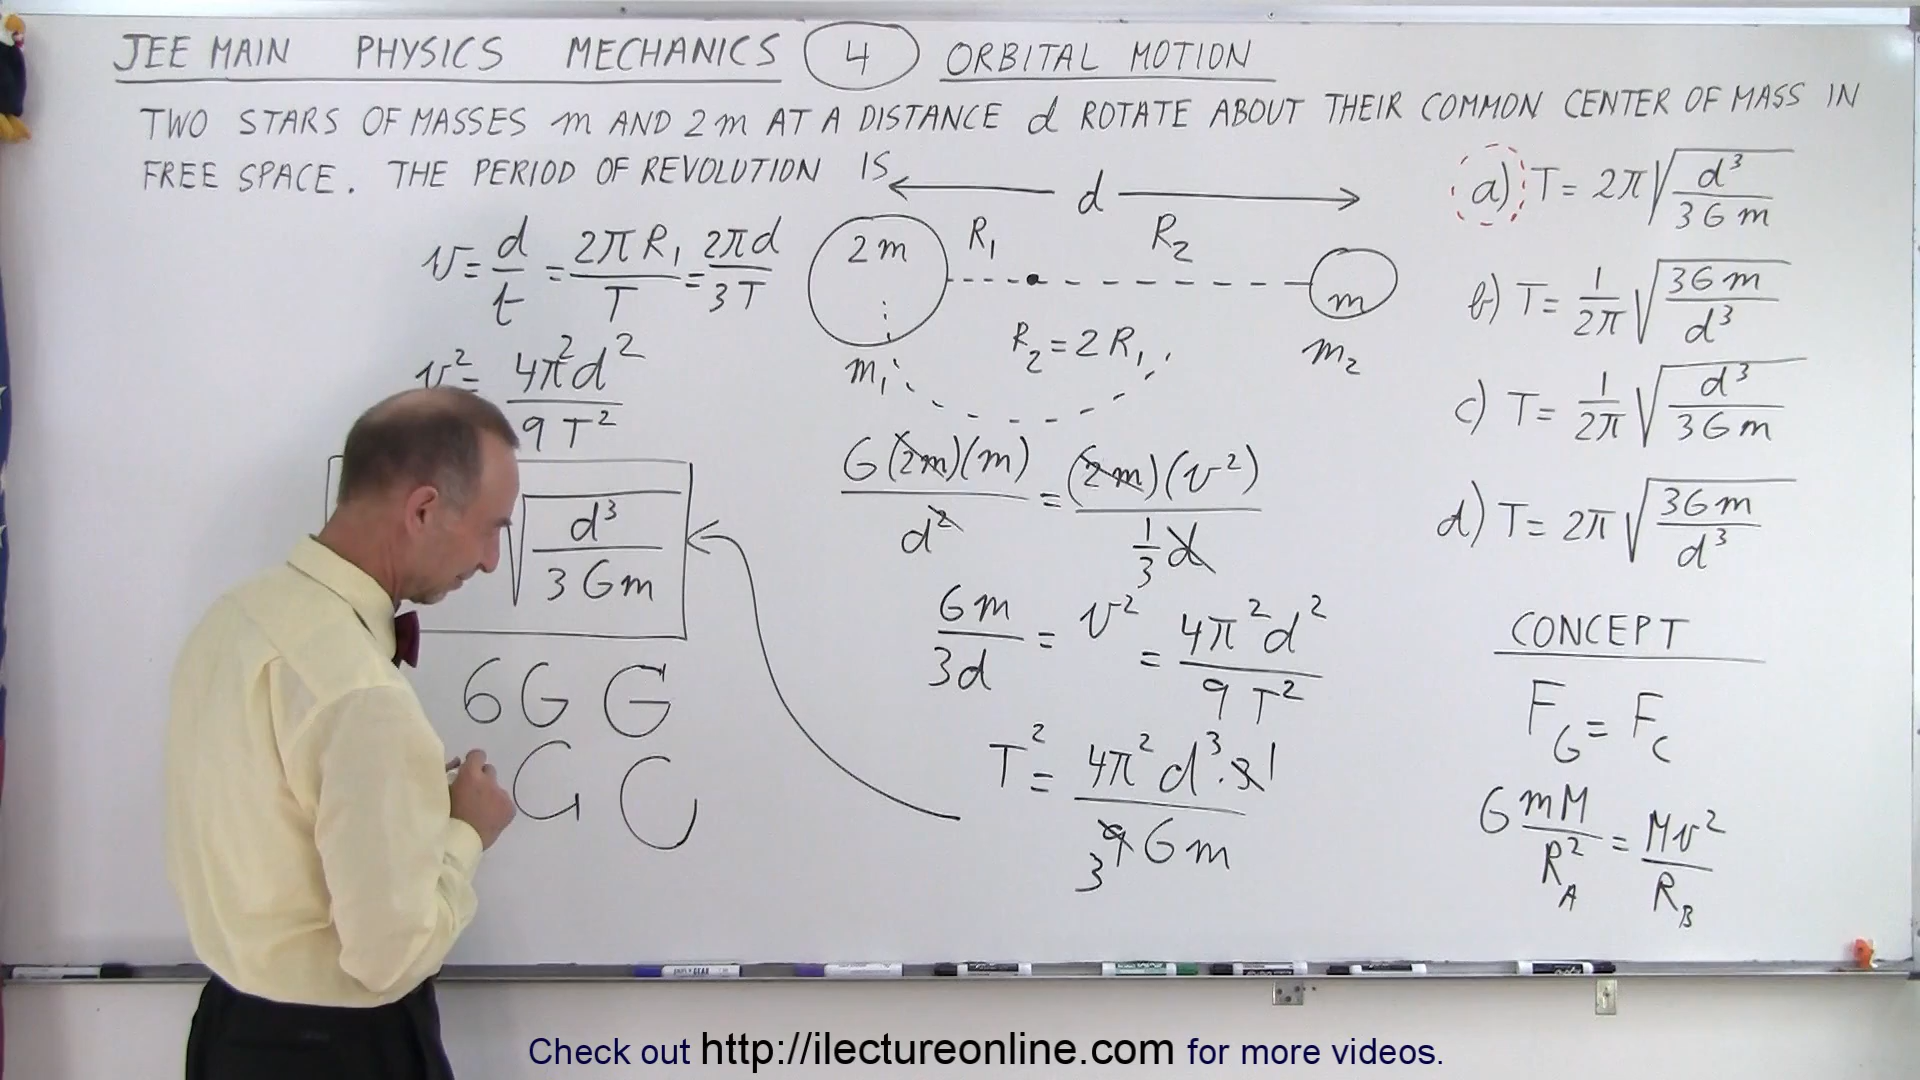 JEE MAIN PHYSICS MECHANICS 4 ORBITAL MOTION
TWO STARS OF MASSES m AND 2m AT A DISTANCE d ROTATE ABOUT THEIR COMMON CENTER OF MASS IN
FREE SPACE. THE PERIOD OF REVOLUTION IS
d
2m R₁ R₂ m
R₂ = 2R₁
m₁ m₂
v = d/t = 2πR₁/T = 2πd/3T
v² = 4π²d²/9T²
√(d³/3Gm)
6 G G
G C
G(2m)(m)/d² = (2m)(v²)/(1/3 d)
Gm/3d = v² = 4π²d²/9T²
T² = 4π²d³·3 1/9 Gm
3
a) T = 2π√(d³/3Gm)
b) T = 1/2π √(3Gm/d³)
c) T = 1/2π √(d³/3Gm)
d) T = 2π√(3Gm/d³)
CONCEPT
F_G = F_C
G mM/R_A² = Mv²/R_B
Check out http://ilectureonline.com for more videos.